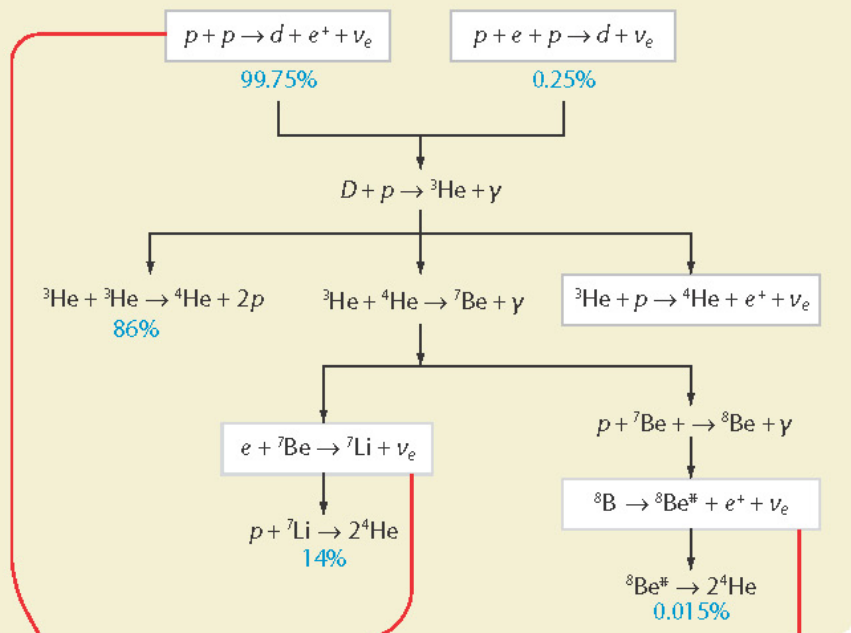 p + p → d + e⁺ + νₑ
p + e + p → d + νₑ
99.75%
0.25%
D + p → ³He + γ
³He + ³He → ⁴He + 2p
³He + ⁴He → ⁷Be + γ
³He + p → ⁴He + e⁺ + νₑ
86%
e + ⁷Be → ⁷Li + νₑ
p + ⁷Be + → ⁸Be + γ
p + ⁷Li → 2⁴He
14%
⁸B → ⁸Be⁎ + e⁺ + νₑ
⁸Be⁎ → 2⁴He
0.015%